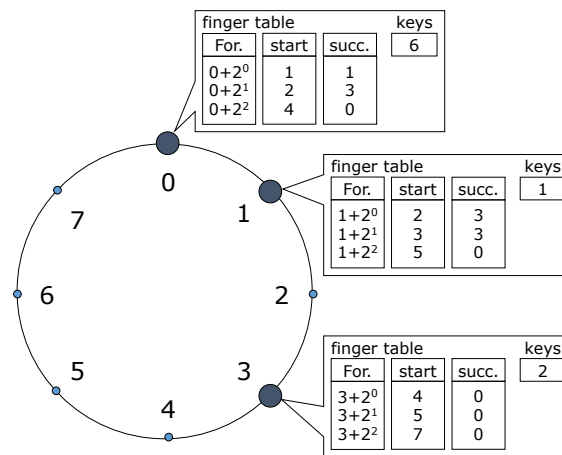 finger table keys
For. start succ. 6
0+2⁰ 1 1
0+2¹ 2 3
0+2² 4 0
0
finger table keys
For. start succ. 1
1+2⁰ 2 3
1+2¹ 3 3
1+2² 5 0
1
7
6
2
5
3
4
finger table keys
For. start succ. 2
3+2⁰ 4 0
3+2¹ 5 0
3+2² 7 0